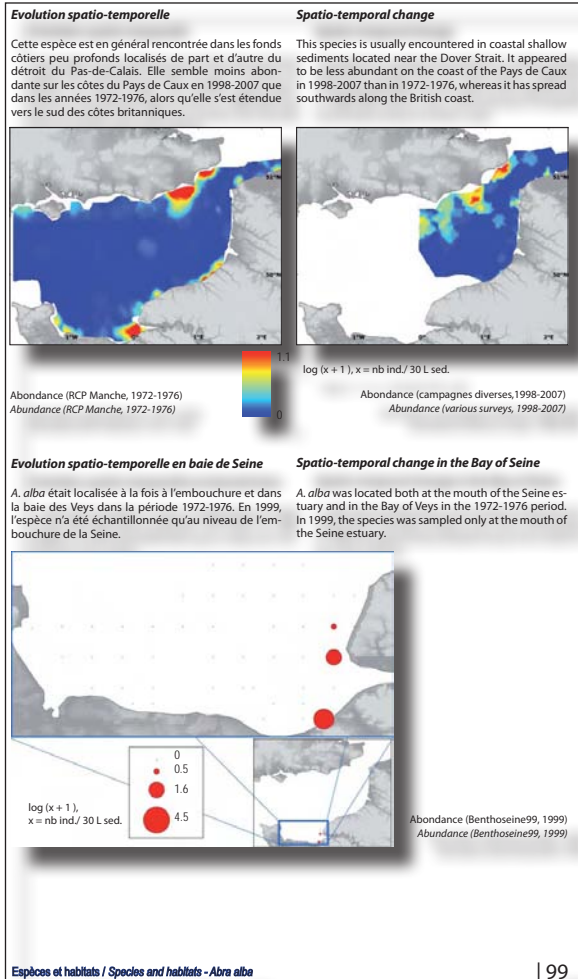 Evolution spatio-temporelle
Cette espèce est en général rencontrée dans les fonds
côtiers peu profonds localisés de part et d'autre du
détroit du Pas-de-Calais. Elle semble moins abon-
dante sur les côtes du Pays de Caux en 1998-2007 que
dans les années 1972-1976, alors qu'elle s'est étendue
vers le sud des côtes britanniques.
Spatio-temporal change
This species is usually encountered in coastal shallow
sediments located near the Dover Strait. It appeared
to be less abundant on the coast of the Pays de Caux
in 1998-2007 than in 1972-1976, whereas it has spread
southwards along the British coast.
51°N
50°N
1°W
0°
1°E
2°E
51°N
50°N
1°W
0°
1°E
2°E
1.1
0
log (x + 1 ), x = nb ind./ 30 L sed.
Abondance (RCP Manche, 1972-1976)
Abundance (RCP Manche, 1972-1976)
Abondance (campagnes diverses,1998-2007)
Abundance (various surveys, 1998-2007)
Evolution spatio-temporelle en baie de Seine
A. alba était localisée à la fois à l'embouchure et dans
la baie des Veys dans la période 1972-1976. En 1999,
l'espèce n'a été échantillonnée qu'au niveau de l'em-
bouchure de la Seine.
Spatio-temporal change in the Bay of Seine
A. alba was located both at the mouth of the Seine es-
tuary and in the Bay of Veys in the 1972-1976 period.
In 1999, the species was sampled only at the mouth of
the Seine estuary.
0
0.5
1.6
4.5
log (x + 1 ),
x = nb ind./ 30 L sed.
Abondance (Benthoseine99, 1999)
Abundance (Benthoseine99, 1999)
Espèces et habitats / Species and habitats - Abra alba
| 99